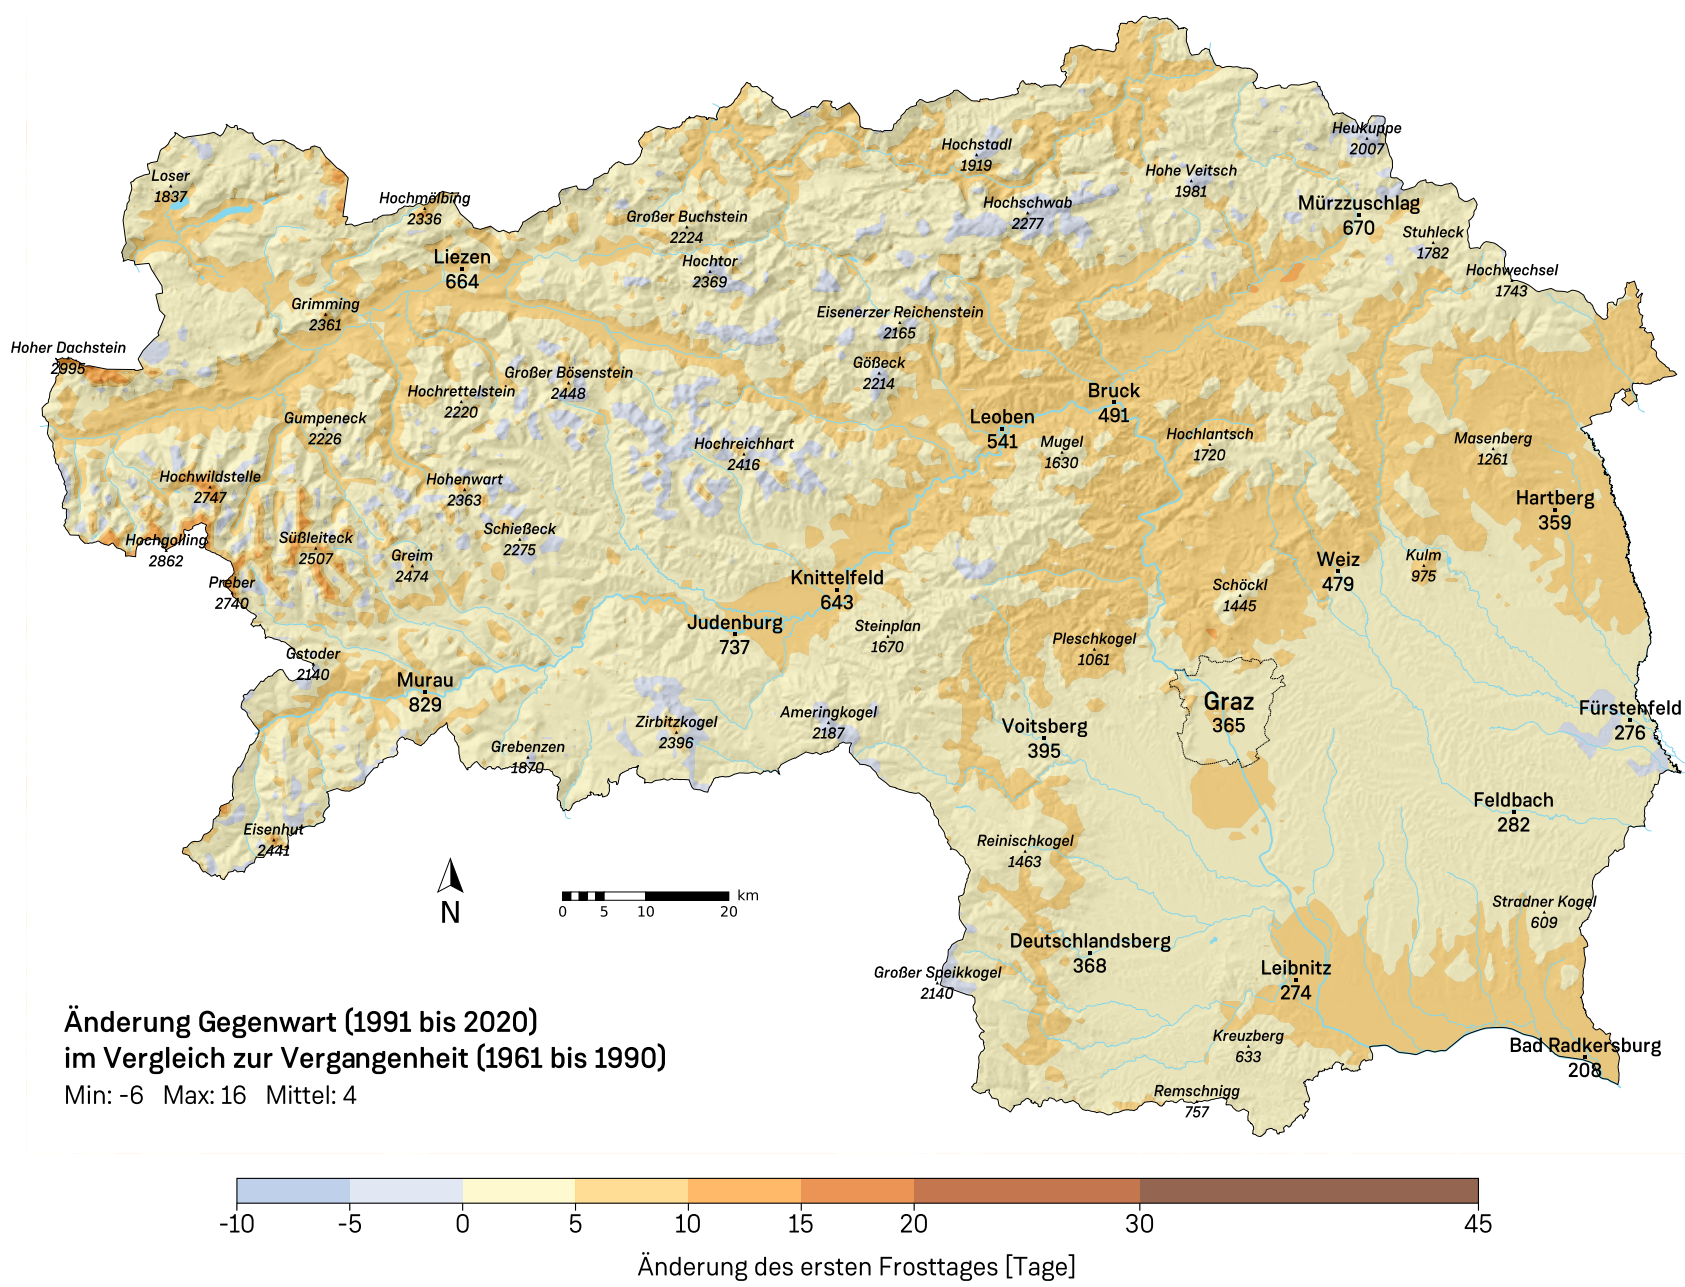 Heukuppe
2007
Hochstadl
1919
Hohe Veitsch
1981
Loser
1837
Hochmölbing
2336
Hochschwab
2277
Mürzzuschlag
670
Großer Buchstein
2224
Stuhleck
1782
Liezen
664
Hochtor
2369
Hochwechsel
1743
Grimming
2361
Eisenerzer Reichenstein
2165
Hoher Dachstein
2995
Gößeck
2214
Großer Bösenstein
2448
Hochrettelstein
2220
Bruck
491
Gumpeneck
2226
Leoben
541
Mugel
1630
Hochlantsch
1720
Masenberg
1261
Hochreichhart
2416
Hochwildstelle
2747
Hohenwart
2363
Hartberg
359
Schießeck
2275
Hochgolling
2862
Süßleiteck
2507
Greim
2474
Weiz
479
Kulm
975
Preber
2740
Knittelfeld
643
Schöckl
1445
Judenburg
737
Steinplan
1670
Pleschkogel
1061
Gstoder
2140
Murau
829
Graz
365
Fürstenfeld
276
Zirbitzkogel
2396
Ameringkogel
2187
Voitsberg
395
Grebenzen
1870
Feldbach
282
Eisenhut
2441
Reinischkogel
1463
N
km
0 5 10 20
Stradner Kogel
609
Deutschlandsberg
368
Großer Speikkogel
2140
Leibnitz
274
Kreuzberg
633
Bad Radkersburg
208
Remschnigg
757
Änderung Gegenwart (1991 bis 2020)
im Vergleich zur Vergangenheit (1961 bis 1990)
Min: -6 Max: 16 Mittel: 4
-10 -5 0 5 10 15 20 30 45
Änderung des ersten Frosttages [Tage]